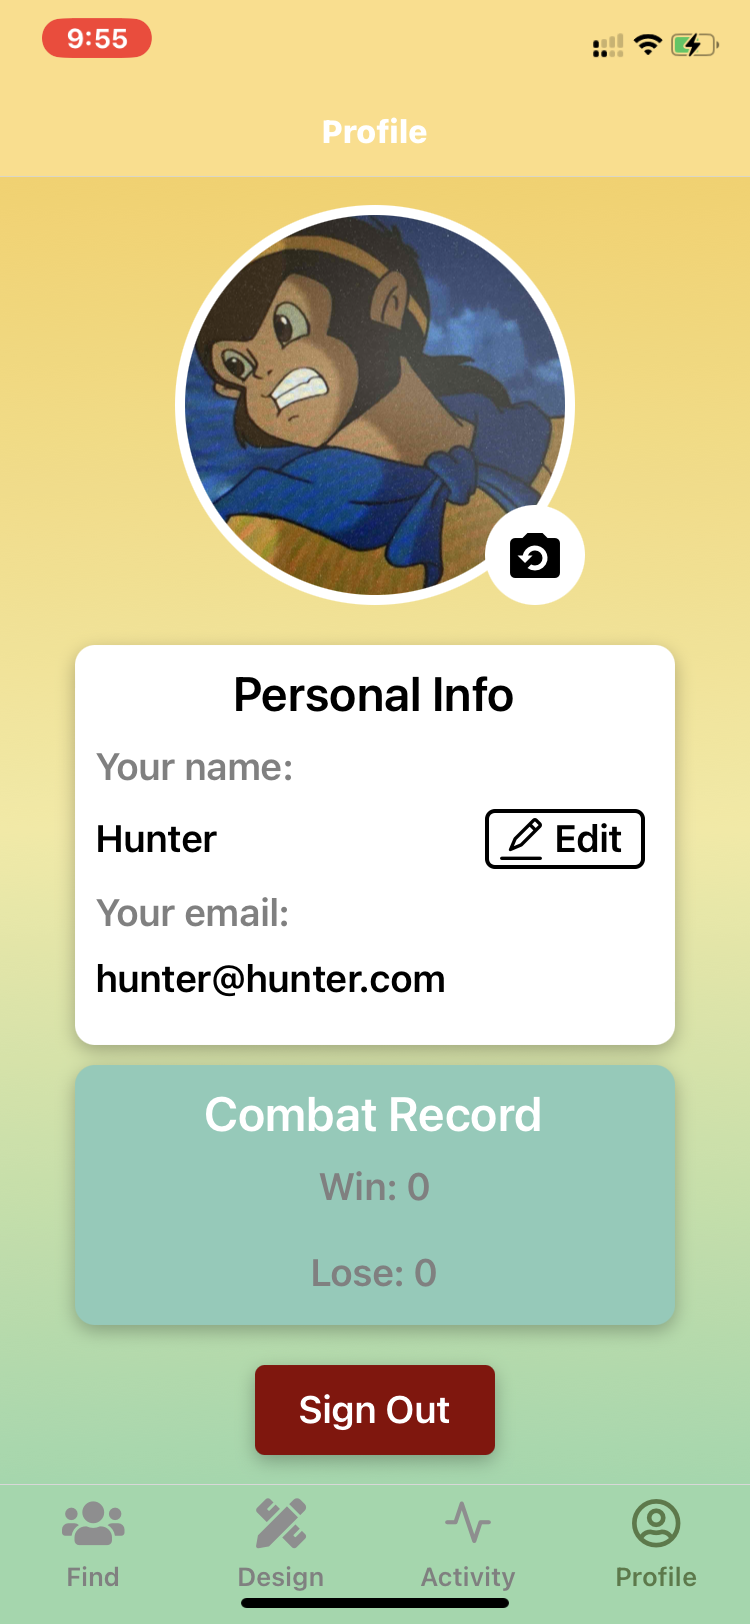 9:55
Profile
Personal Info
Your name:
Hunter
Edit
Your email:
hunter@hunter.com
Combat Record
Win: 0
Lose: 0
Sign Out
Find
Design
Activity
Profile